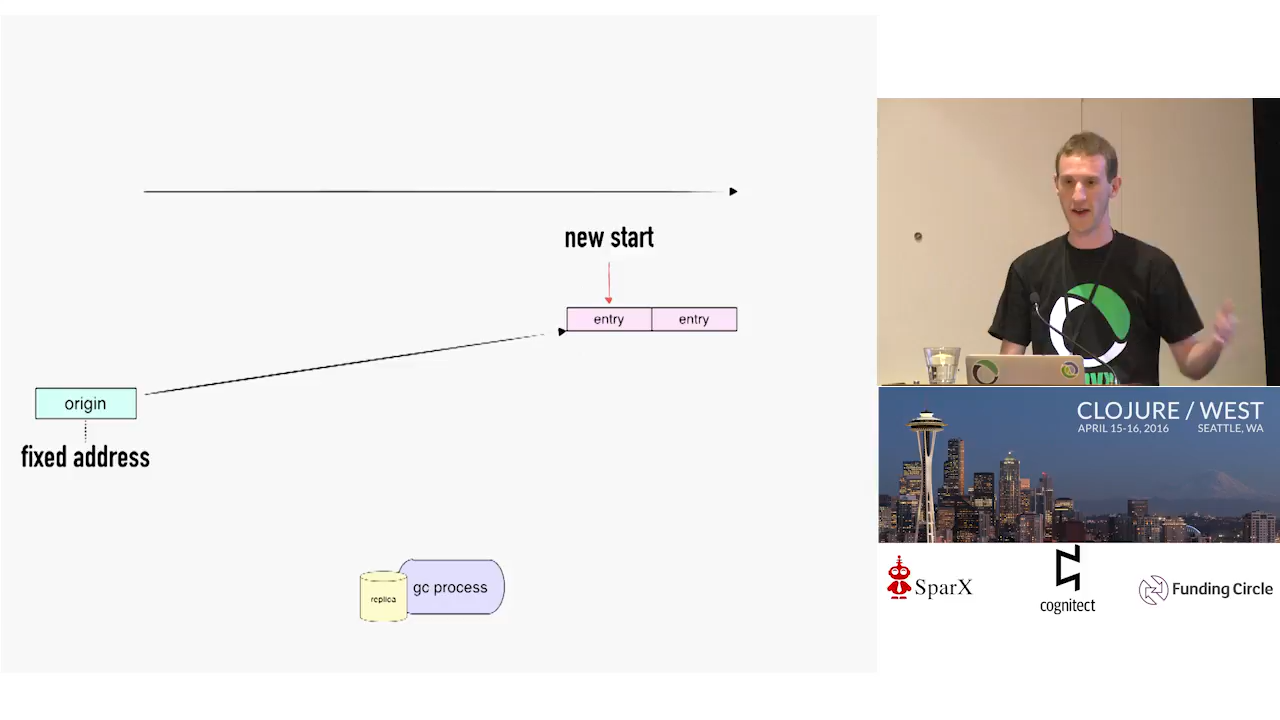 new start
entry
entry
origin
fixed address
replica
gc process
CLOJURE / WEST
APRIL 15-16, 2016
SEATTLE, WA
SparX
cognitect
Funding Circle